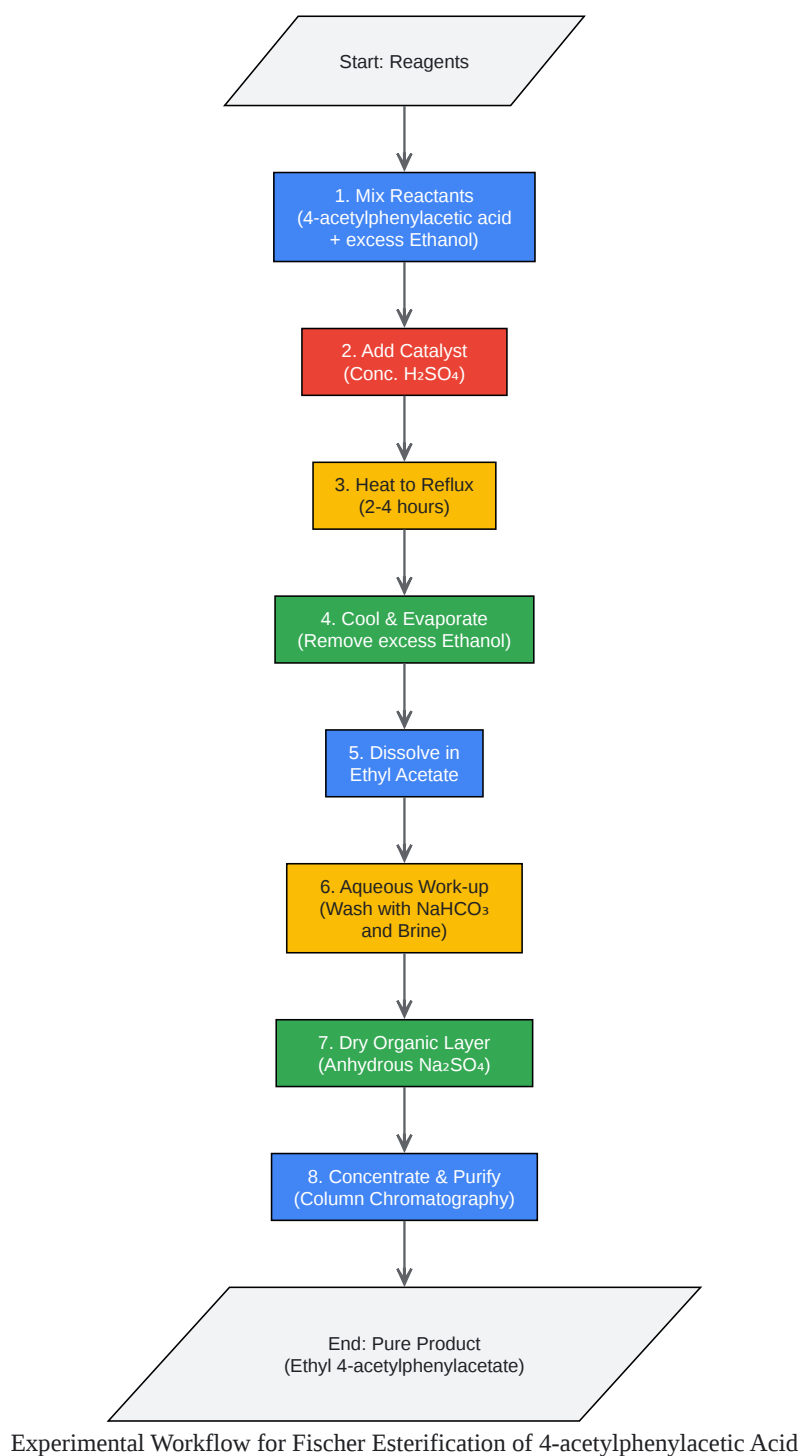 Start: Reagents
1. Mix Reactants
(4-acetylphenylacetic acid
+ excess Ethanol)
2. Add Catalyst
(Conc. H₂SO₄)
3. Heat to Reflux
(2-4 hours)
4. Cool & Evaporate
(Remove excess Ethanol)
5. Dissolve in
Ethyl Acetate
6. Aqueous Work-up
(Wash with NaHCO₃
and Brine)
7. Dry Organic Layer
(Anhydrous Na₂SO₄)
8. Concentrate & Purify
(Column Chromatography)
End: Pure Product
(Ethyl 4-acetylphenylacetate)
Experimental Workflow for Fischer Esterification of 4-acetylphenylacetic Acid